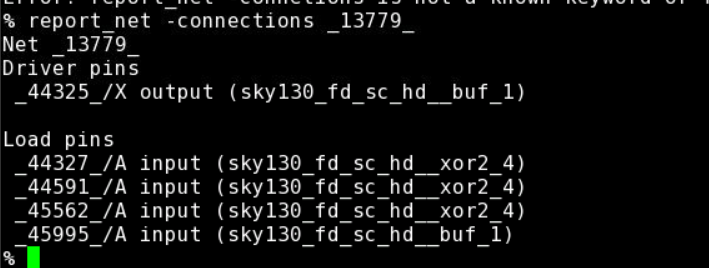 % report_net -connections _13779_
Net _13779_
Driver pins
_44325_/X output (sky130_fd_sc_hd__buf_1)
Load pins
_44327_/A input (sky130_fd_sc_hd__xor2_4)
_44591_/A input (sky130_fd_sc_hd__xor2_4)
_45562_/A input (sky130_fd_sc_hd__xor2_4)
_45995_/A input (sky130_fd_sc_hd__buf_1)
%